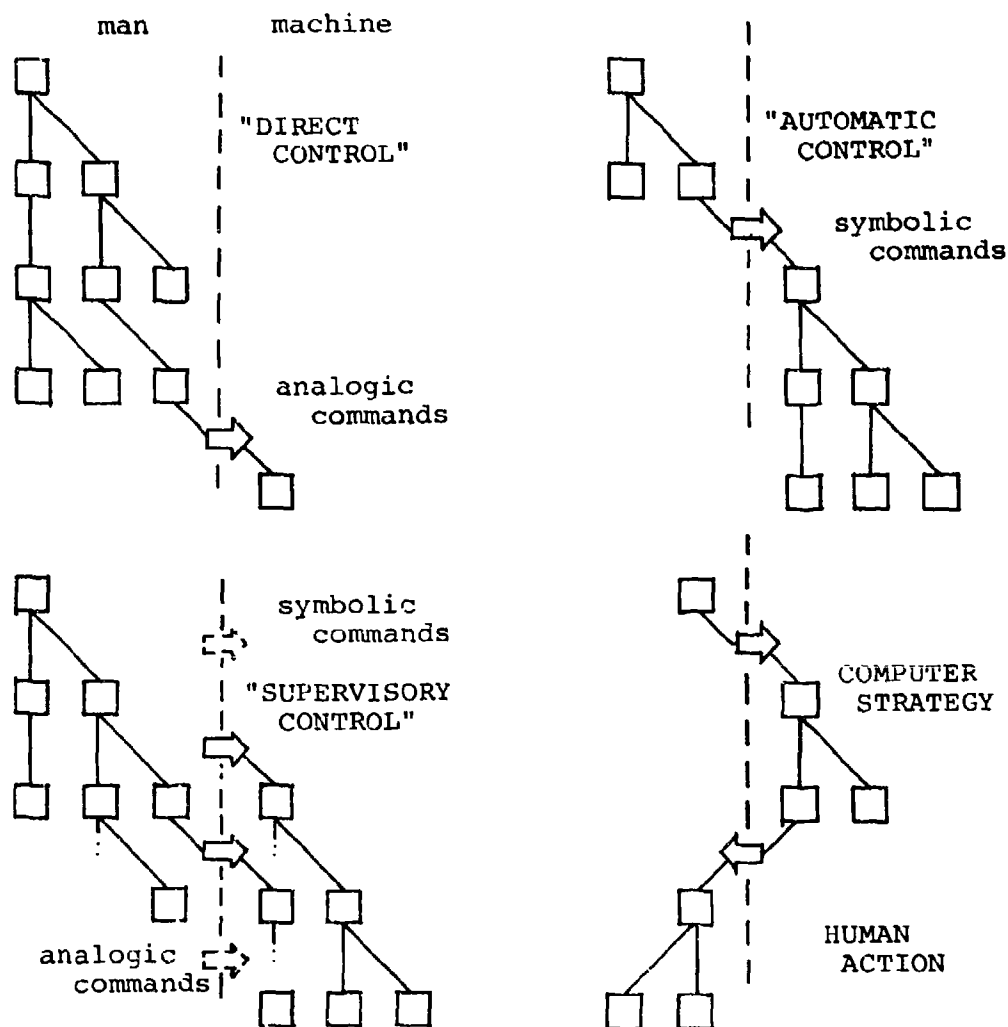 man machine
"DIRECT
CONTROL"
analogic
commands
"AUTOMATIC
CONTROL"
symbolic
commands
symbolic
commands
"SUPERVISORY
CONTROL"
analogic
commands
COMPUTER
STRATEGY
HUMAN
ACTION